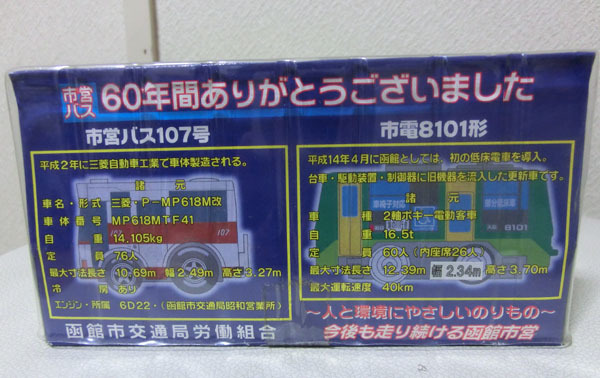 市営バス 60年間ありがとうございました
市営バス107号
平成2年に三菱自動車工業で車体製造される。
諸元
車名・形式 三菱・P-MP618M改
車体番号 MP618MTF41
自重 14.105kg
定員 76人
最大寸法長さ 10.69m 幅2.49m 高さ3.27m
冷房 あり
エンジン・所属 6D22・(函館市交通局昭和営業所)
107
107
函館市交通局労働組合
市電8101形
平成14年4月に函館としては、初の低床電車を導入。
台車・駆動装置・制御器に旧機器を流入した更新車です。
諸元
車種 2軸ボギー電動客車
自重 16.5t
定員 60人(内座席26人)
最大寸法長さ 12.39m 幅 2.34m 高さ3.70m
最大運転速度 40km
車椅子対応
8101
～人と環境にやさしいのりもの～
今後も走り続ける函館市営